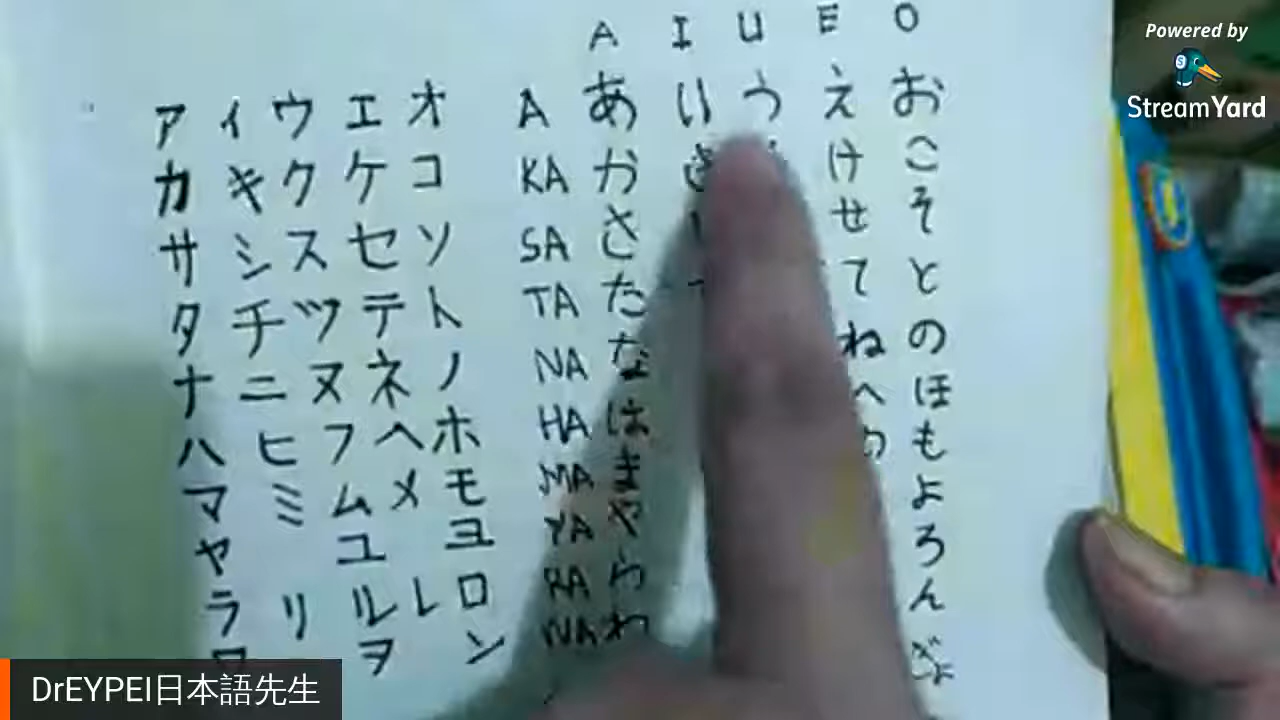 Powered by
StreamYard
A I U E O
アィウエオ A あいう えお
カキクケコ KA かき けこ
サシスセソ SA さ せそ
タチツテト TA た てと
ナニヌネノ NA な ねの
ハヒフヘホ HA は へほ
マミムメモ MA ま も
ヤ ユ ヨ YA や よ
ラリルレロ RA ら ろ
ヲ ン WA わ ん
DrEYPEI日本語先生